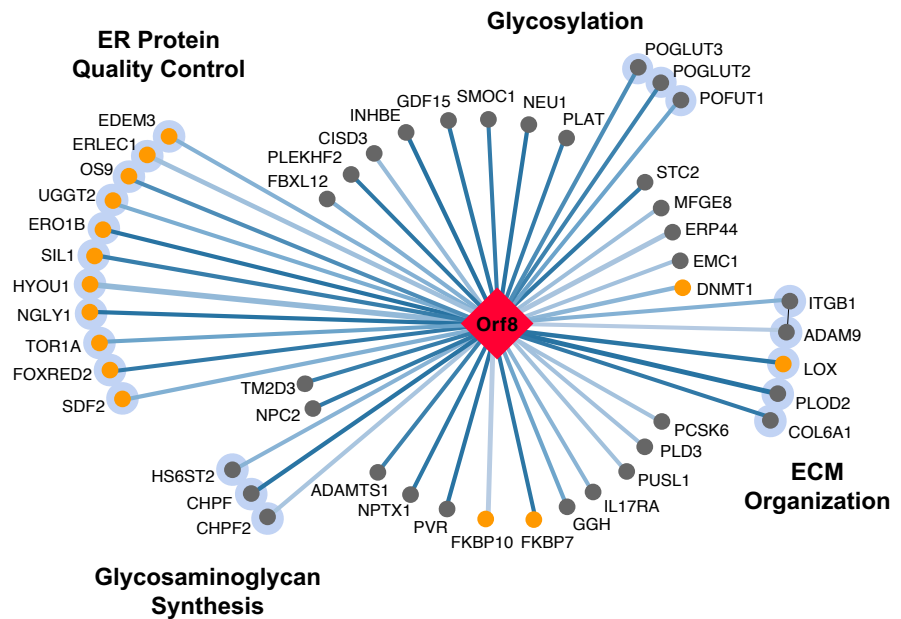 Glycosylation
ER Protein
Quality Control
POGLUT3
POGLUT2
POFUT1
EDEM3
ERLEC1
OS9
UGGT2
ERO1B
SIL1
HYOU1
NGLY1
TOR1A
FOXRED2
SDF2
FBXL12
PLEKHF2
CISD3
INHBE
GDF15
SMOC1
NEU1
PLAT
STC2
MFGE8
ERP44
EMC1
DNMT1
Orf8
ITGB1
ADAM9
LOX
PLOD2
COL6A1
ECM
Organization
TM2D3
NPC2
HS6ST2
CHPF
CHPF2
Glycosaminoglycan
Synthesis
ADAMTS1
NPTX1
PVR
FKBP10
FKBP7
GGH
IL17RA
PUSL1
PLD3
PCSK6